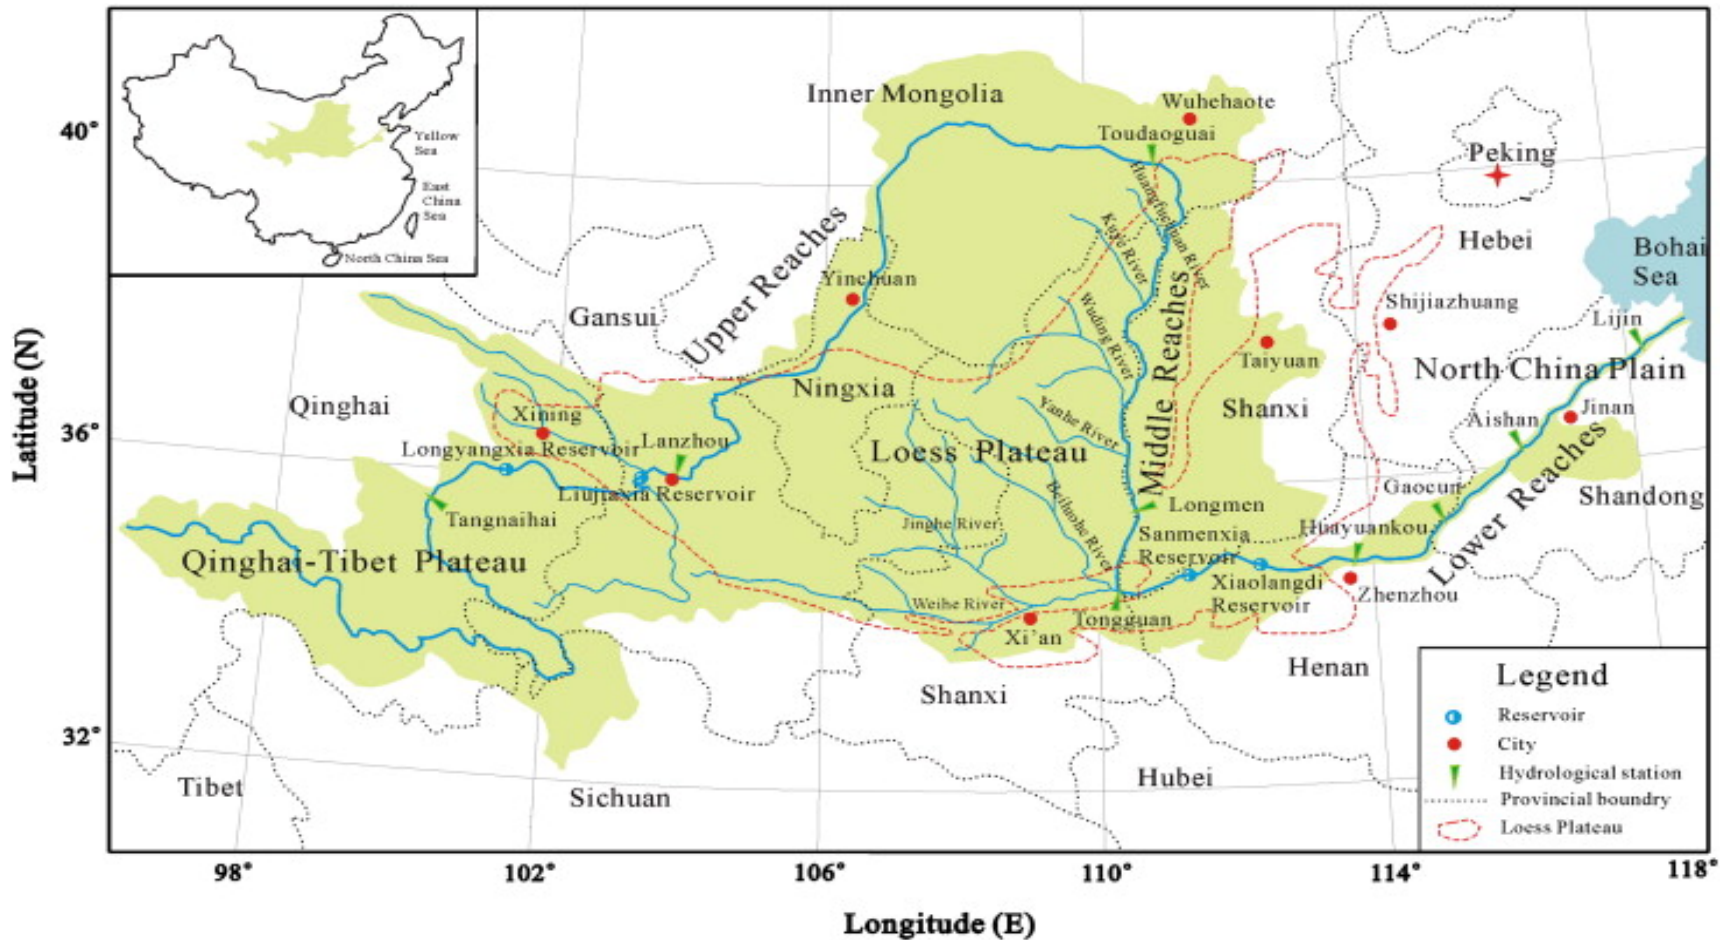 Yellow
Sea
East
China
Sea
North China Sea
Inner Mongolia
Wuhehaote
Toudaoguai
Peking
Hebei
Bohai
Sea
Huangfuchuan River
Kuye River
Upper Reaches
Yinchuan
Gansui
Middle Reaches
Wuding River
Shijiazhuang
Lijin
Taiyuan
North China Plain
Ningxia
Qinghai
Xining
Shanxi
Jinan
Aishan
Yanhe River
Longyangxia Reservoir
Lanzhou
Loess Plateau
Lower Reaches
Liujiaxia Reservoir
Gaocun
Shandong
Tangnaihai
Jinghe River
Beiluohe River
Longmen
Huayuankou
Sanmenxia
Reservoir
Qinghai-Tibet Plateau
Xiaolangdi
Reservoir
Zhenzhou
Weihe River
Xi'an
Tongguan
Shanxi
Henan
Tibet
Sichuan
Hubei
Legend
Reservoir
City
Hydrological station
Provincial boundry
Loess Plateau
40°
36°
32°
Latitude (N)
98°
102°
106°
110°
114°
118°
Longitude (E)